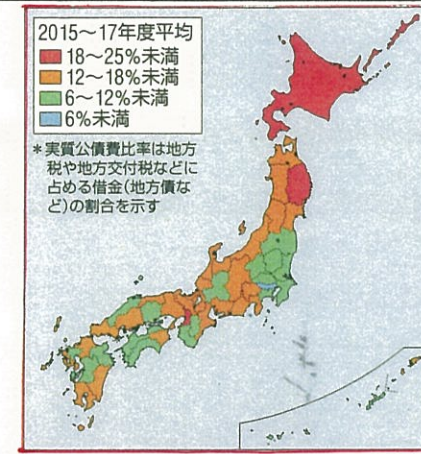 2015〜17年度平均
18〜25%未満
12〜18%未満
6〜12%未満
6%未満
*実質公債費比率は地方
税や地方交付税などに
占める借金(地方債な
ど)の割合を示す